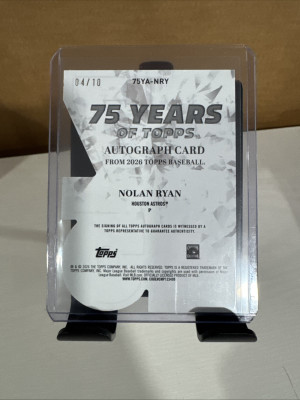 04/10
75YA-NRY
75 YEARS
OF TOPPS
AUTOGRAPH CARD
FROM 2026 TOPPS BASEBALL.
NOLAN RYAN
HOUSTON ASTROS®
P
THE SIGNING OF ALL TOPPS AUTOGRAPH CARDS IS WITNESSED BY A
TOPPS REPRESENTATIVE TO GUARANTEE AUTHENTICITY.
Topps